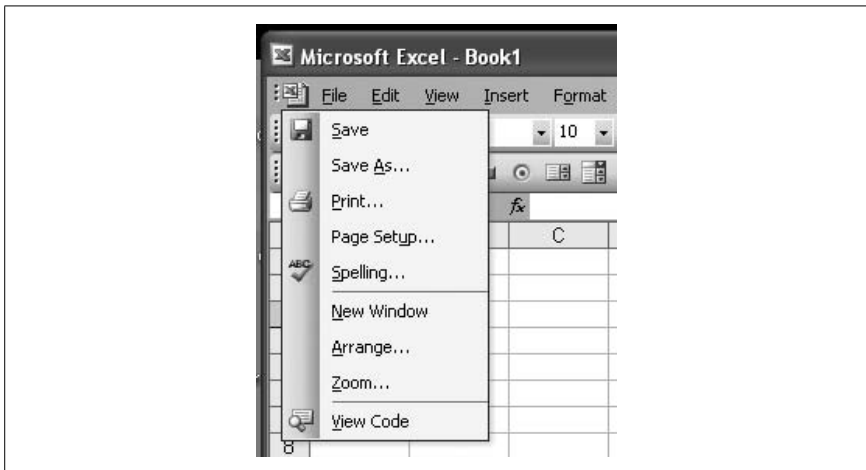 Microsoft Excel - Book1
File Edit View Insert Format
10
Save
Save As...
Print...
fx
Page Setup...
C
ABC
Spelling...
New Window
Arrange...
Zoom...
View Code
8